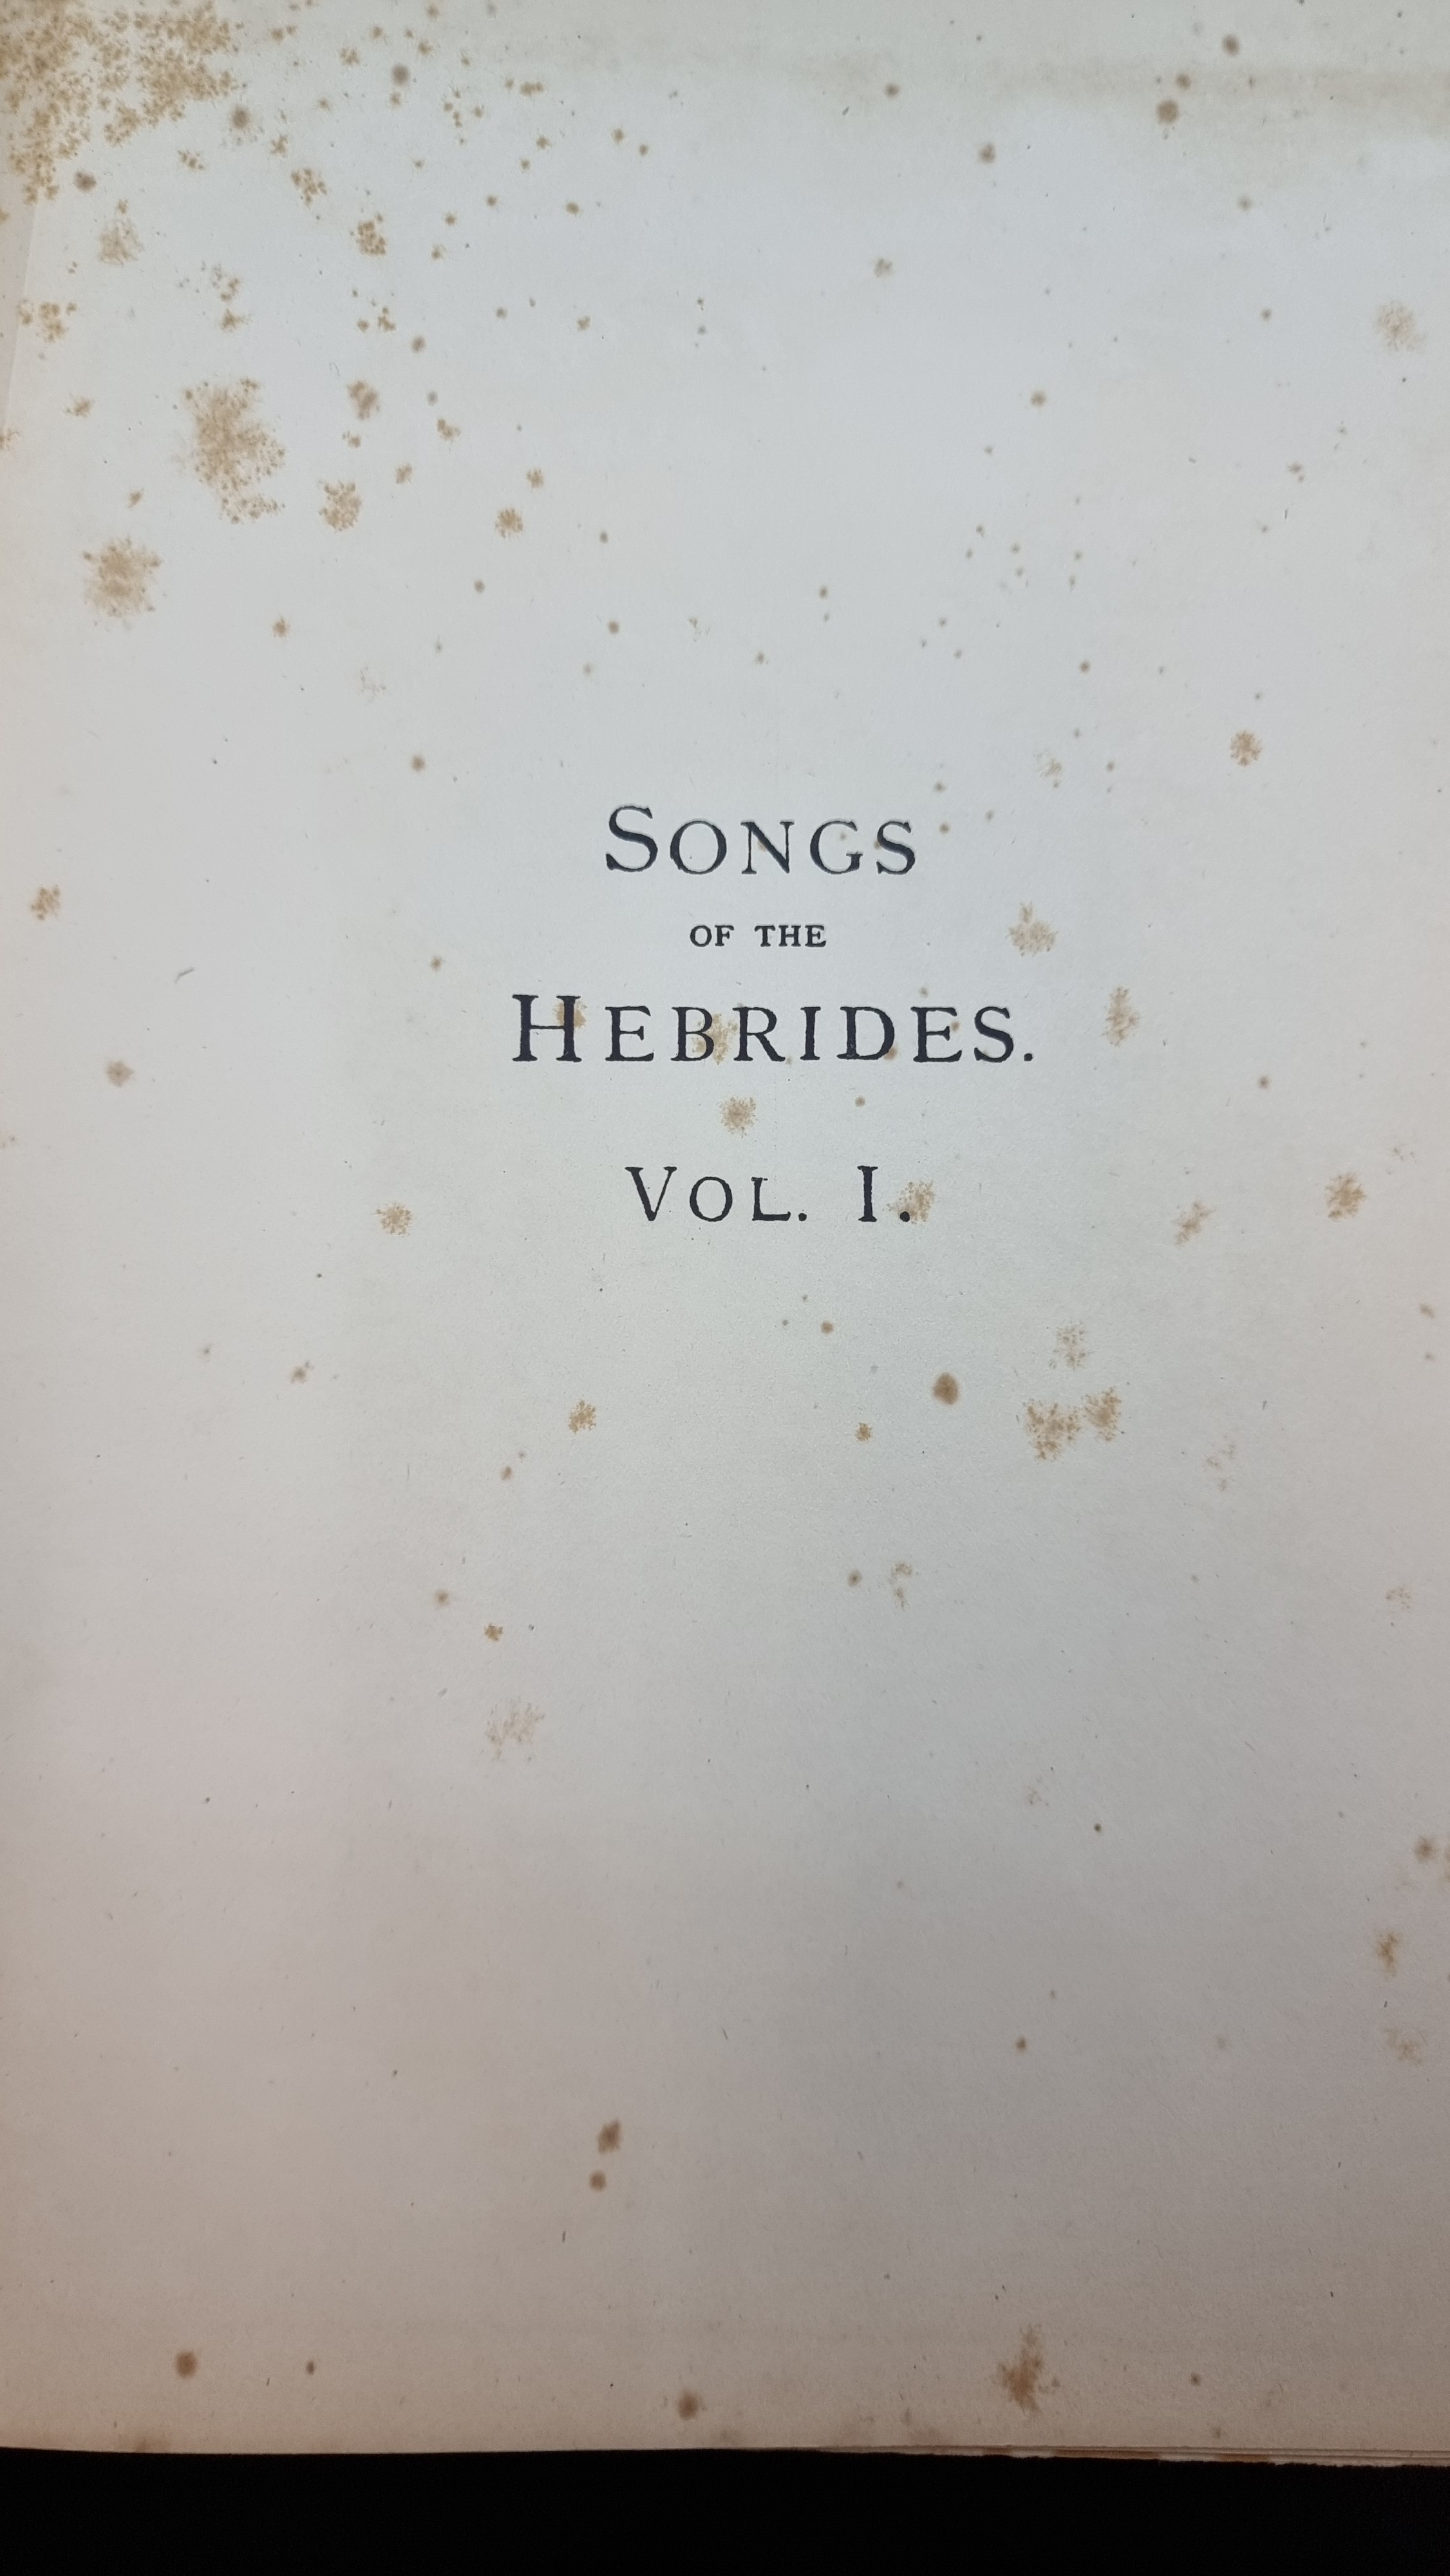 SONGS
OF THE
HEBRIDES.
VOL. I.